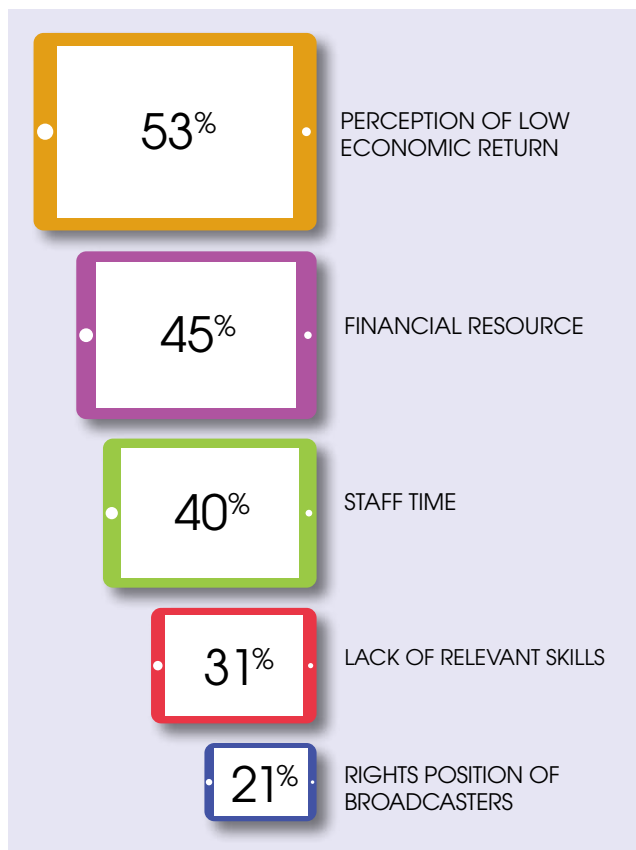 53%
PERCEPTION OF LOW
ECONOMIC RETURN
45%
FINANCIAL RESOURCE
40%
STAFF TIME
31%
LACK OF RELEVANT SKILLS
21%
RIGHTS POSITION OF
BROADCASTERS